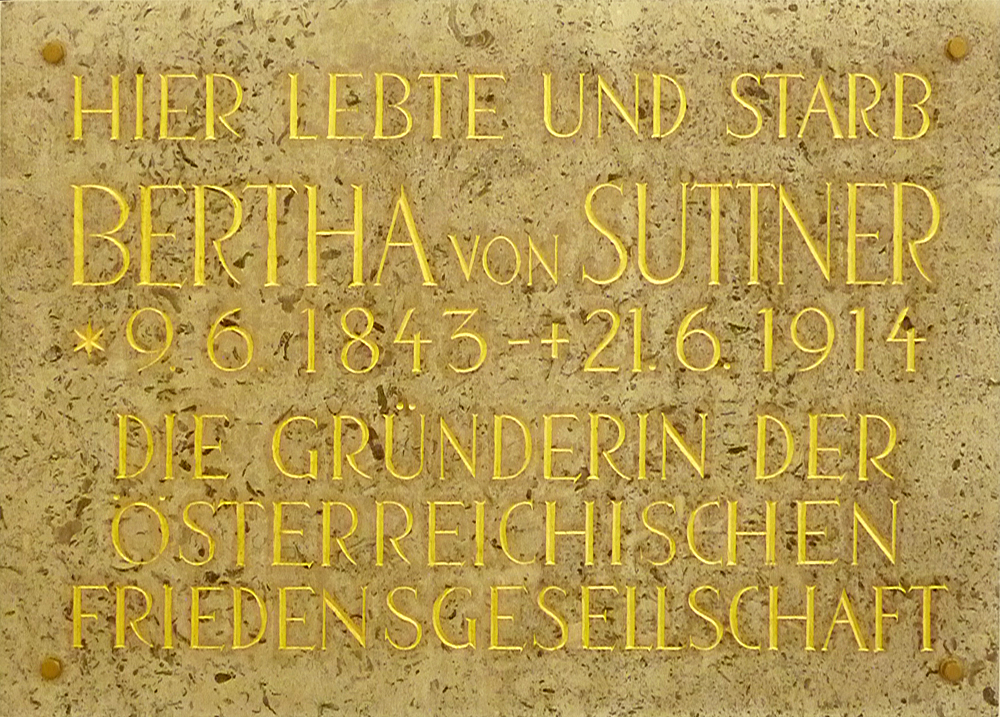 HIER LEBTE UND STARB
BERTHA VON SUTTNER
* 9. 6. 1843 - + 21. 6. 1914
DIE GRÜNDERIN DER
ÖSTERREICHISCHEN
FRIEDENSGESELLSCHAFT